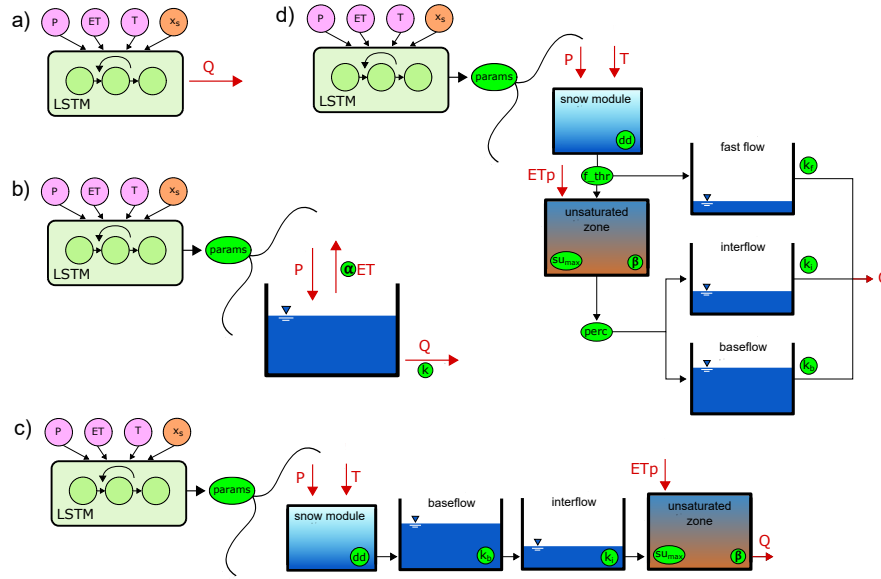 a)
P
ET
T
xs
LSTM
Q
b)
P
ET
T
xs
LSTM
params
P
αET
Q
k
c)
P
ET
T
xs
LSTM
params
P
T
snow module
dd
baseflow
kb
interflow
ki
ETp
unsaturated
zone
sumax
β
Q
d)
P
ET
T
xs
LSTM
params
P
T
snow module
dd
f_thr
ETp
unsaturated
zone
sumax
β
perc
fast flow
kf
interflow
ki
baseflow
kb